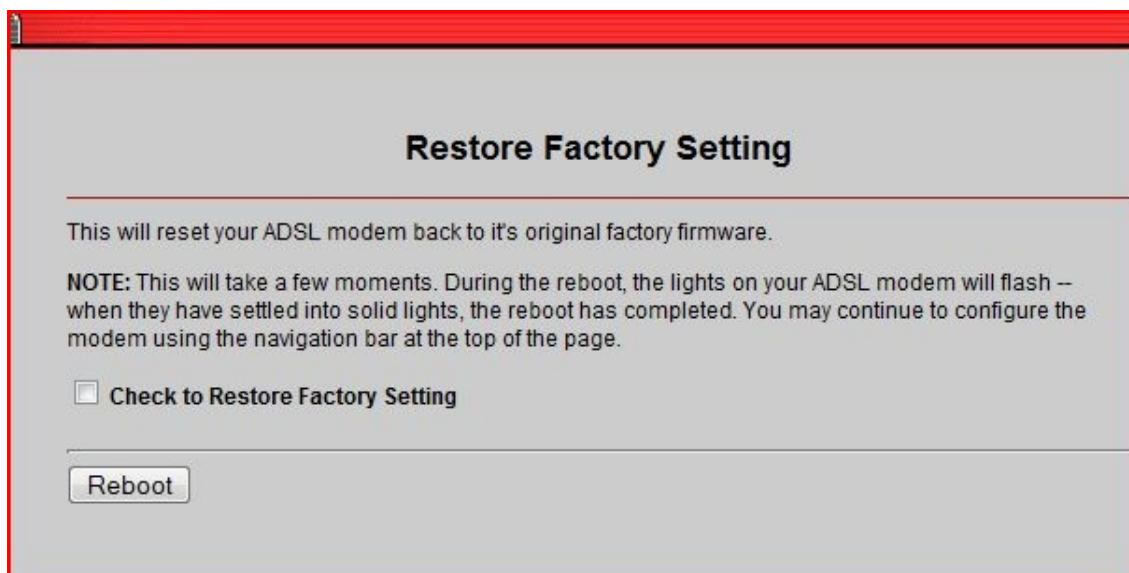 Restore Factory Setting
This will reset your ADSL modem back to it's original factory firmware.
NOTE: This will take a few moments. During the reboot, the lights on your ADSL modem will flash --
when they have settled into solid lights, the reboot has completed. You may continue to configure the
modem using the navigation bar at the top of the page.
Check to Restore Factory Setting
Reboot